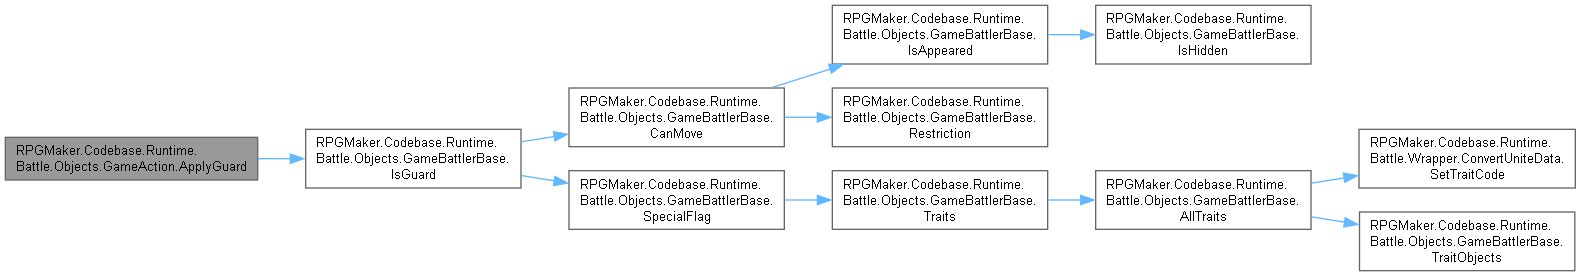 RPGMaker.Codebase.Runtime.
Battle.Objects.GameAction.ApplyGuard
RPGMaker.Codebase.Runtime.
Battle.Objects.GameBattlerBase.
IsGuard
RPGMaker.Codebase.Runtime.
Battle.Objects.GameBattlerBase.
CanMove
RPGMaker.Codebase.Runtime.
Battle.Objects.GameBattlerBase.
IsAppeared
RPGMaker.Codebase.Runtime.
Battle.Objects.GameBattlerBase.
IsHidden
RPGMaker.Codebase.Runtime.
Battle.Objects.GameBattlerBase.
Restriction
RPGMaker.Codebase.Runtime.
Battle.Objects.GameBattlerBase.
SpecialFlag
RPGMaker.Codebase.Runtime.
Battle.Objects.GameBattlerBase.
Traits
RPGMaker.Codebase.Runtime.
Battle.Objects.GameBattlerBase.
AllTraits
RPGMaker.Codebase.Runtime.
Battle.Wrapper.ConvertUniteData.
SetTraitCode
RPGMaker.Codebase.Runtime.
Battle.Objects.GameBattlerBase.
TraitObjects